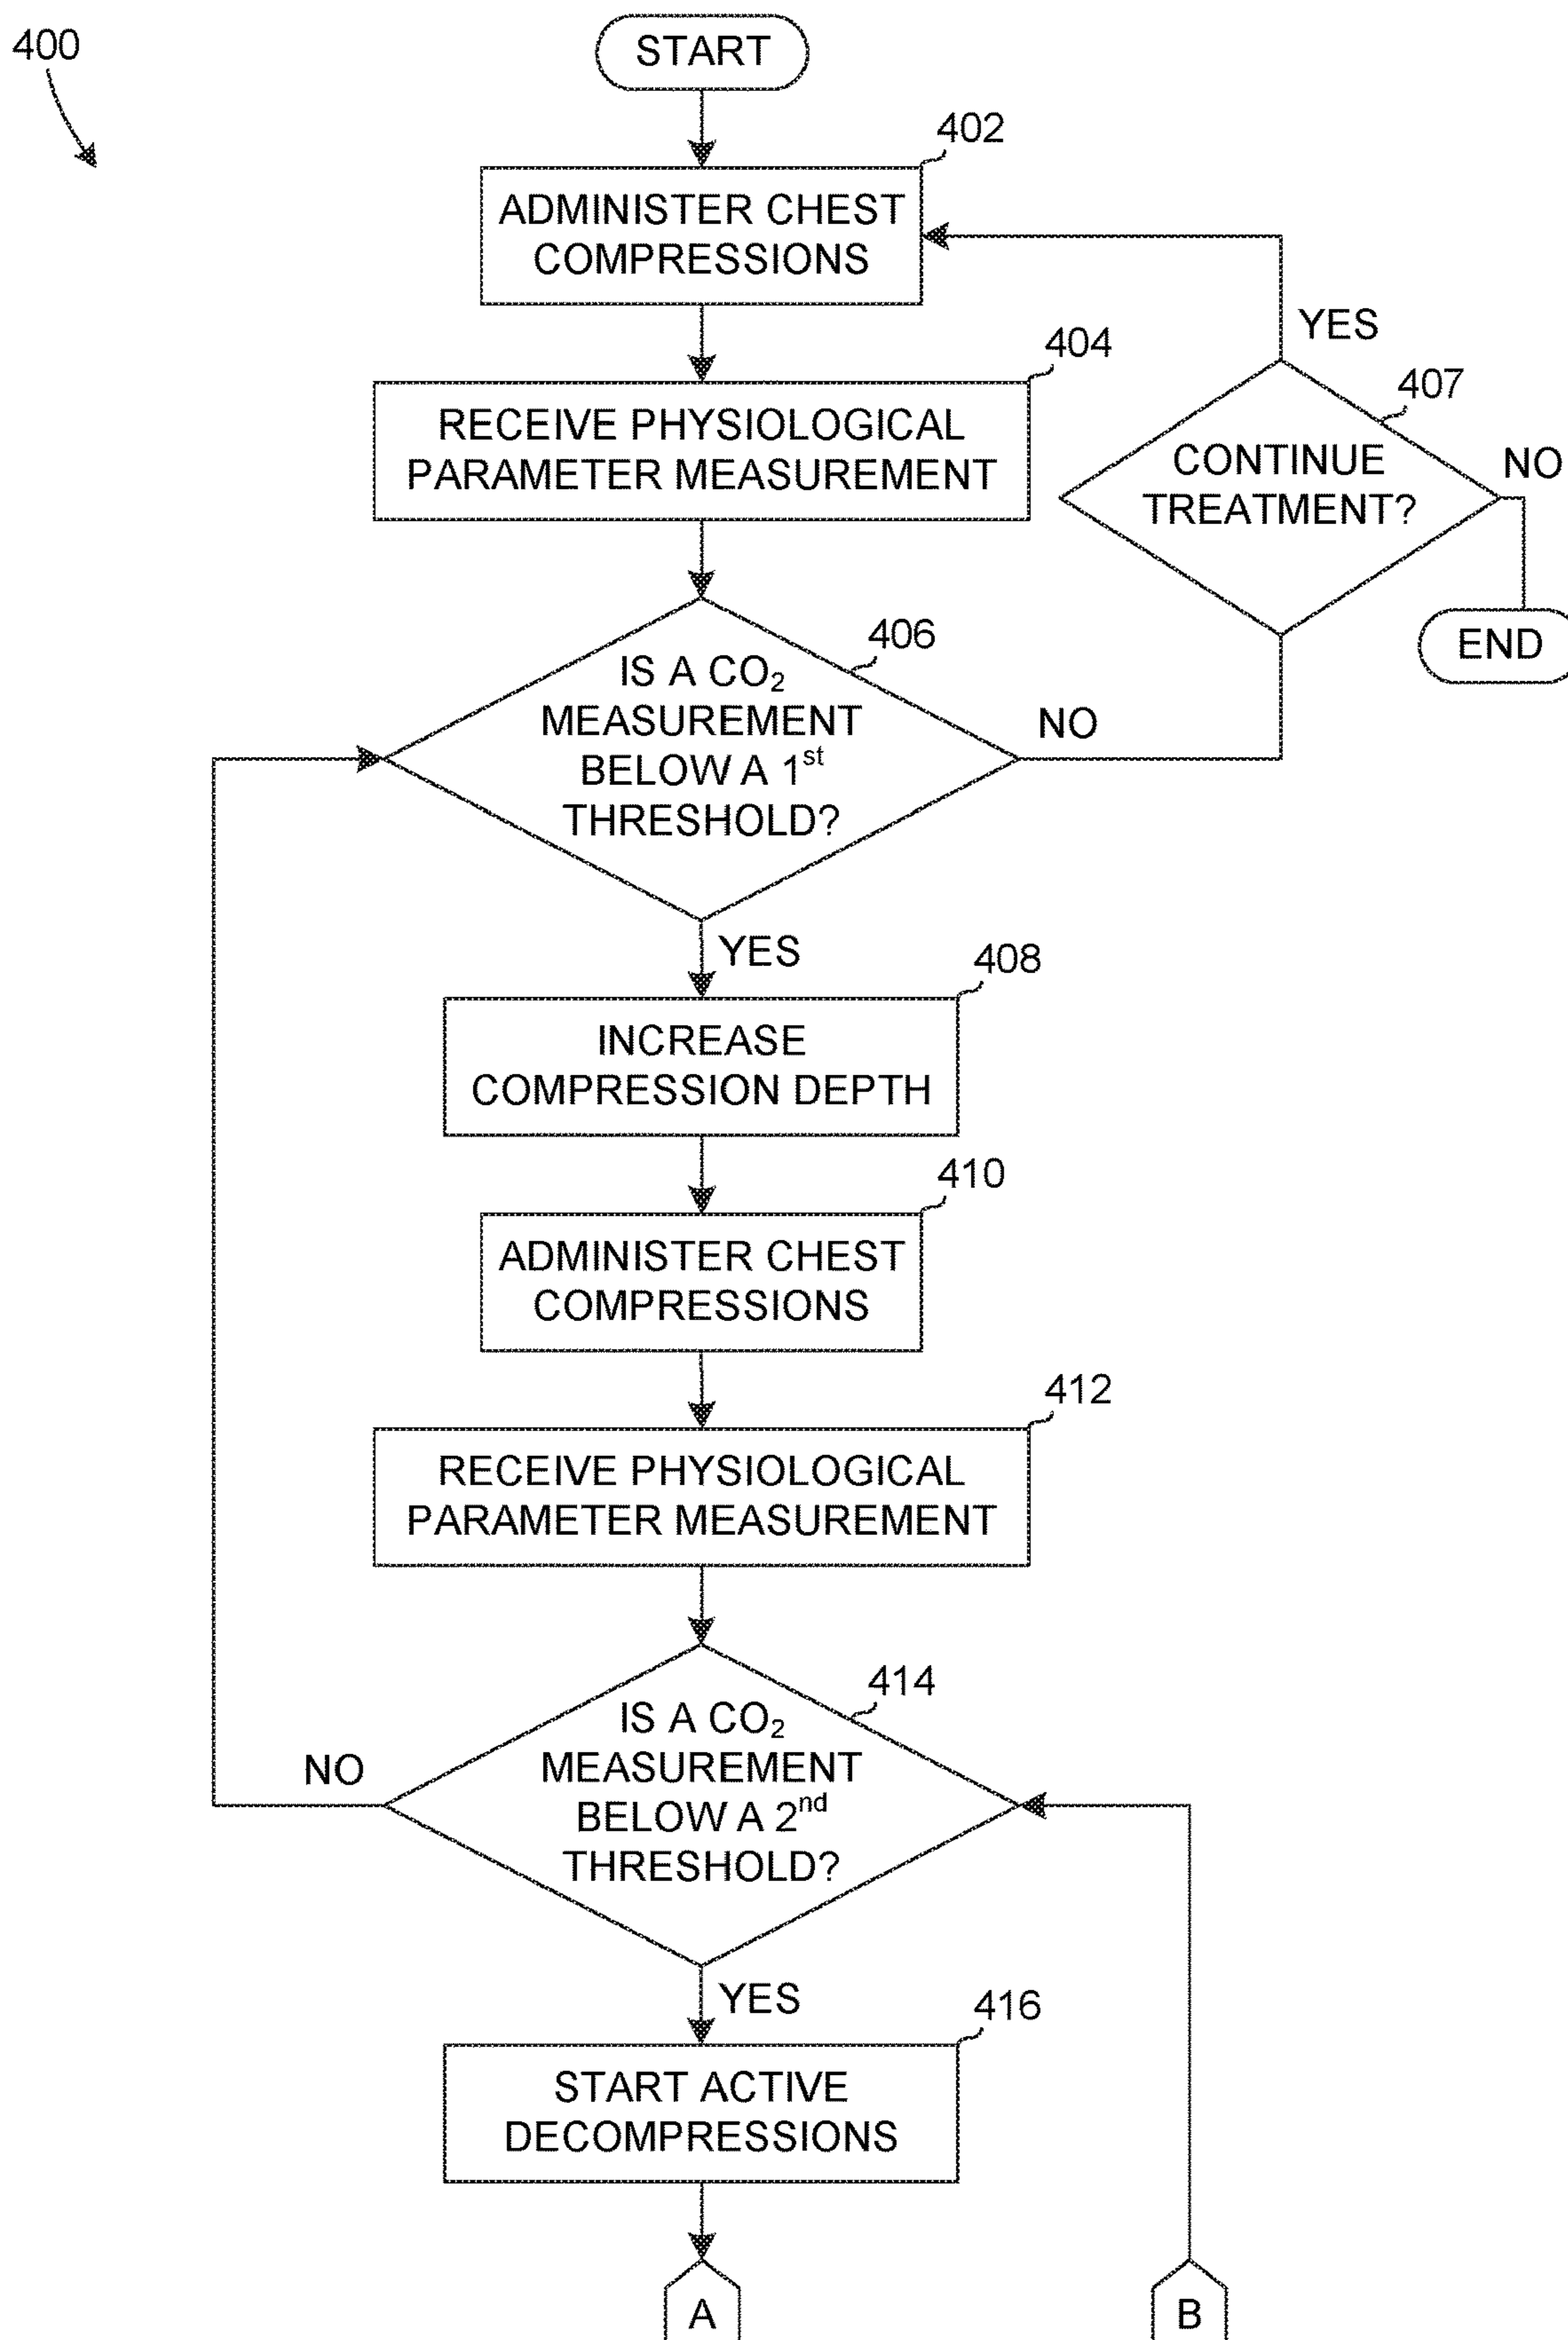 400
START
402
ADMINISTER CHEST
COMPRESSIONS
YES
404
RECEIVE PHYSIOLOGICAL
PARAMETER MEASUREMENT
407
CONTINUE
TREATMENT?
NO
END
406
IS A CO₂
MEASUREMENT
BELOW A 1st
THRESHOLD?
NO
YES
408
INCREASE
COMPRESSION DEPTH
410
ADMINISTER CHEST
COMPRESSIONS
412
RECEIVE PHYSIOLOGICAL
PARAMETER MEASUREMENT
414
IS A CO₂
MEASUREMENT
BELOW A 2nd
THRESHOLD?
NO
YES
416
START ACTIVE
DECOMPRESSIONS
A
B